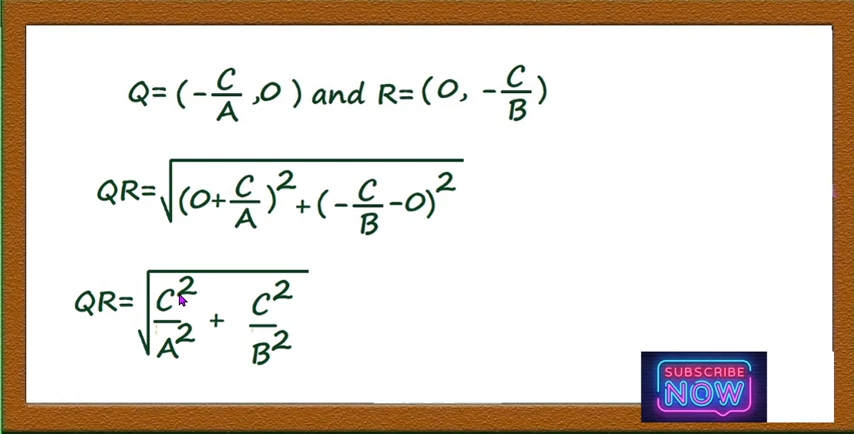 Q= (-C/A ,0 ) and R= (0, -C/B)
QR= √((0+C/A)² + (-C/B -0)²)
QR= √(C²/A² + C²/B²)
SUBSCRIBE
NOW